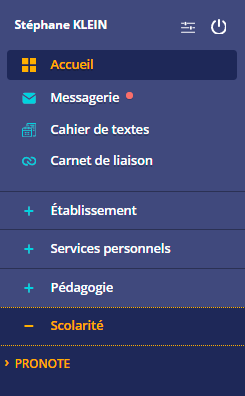 Stéphane KLEIN
Accueil
Messagerie
Cahier de textes
Carnet de liaison
+ Établissement
+ Services personnels
+ Pédagogie
− Scolarité
› PRONOTE